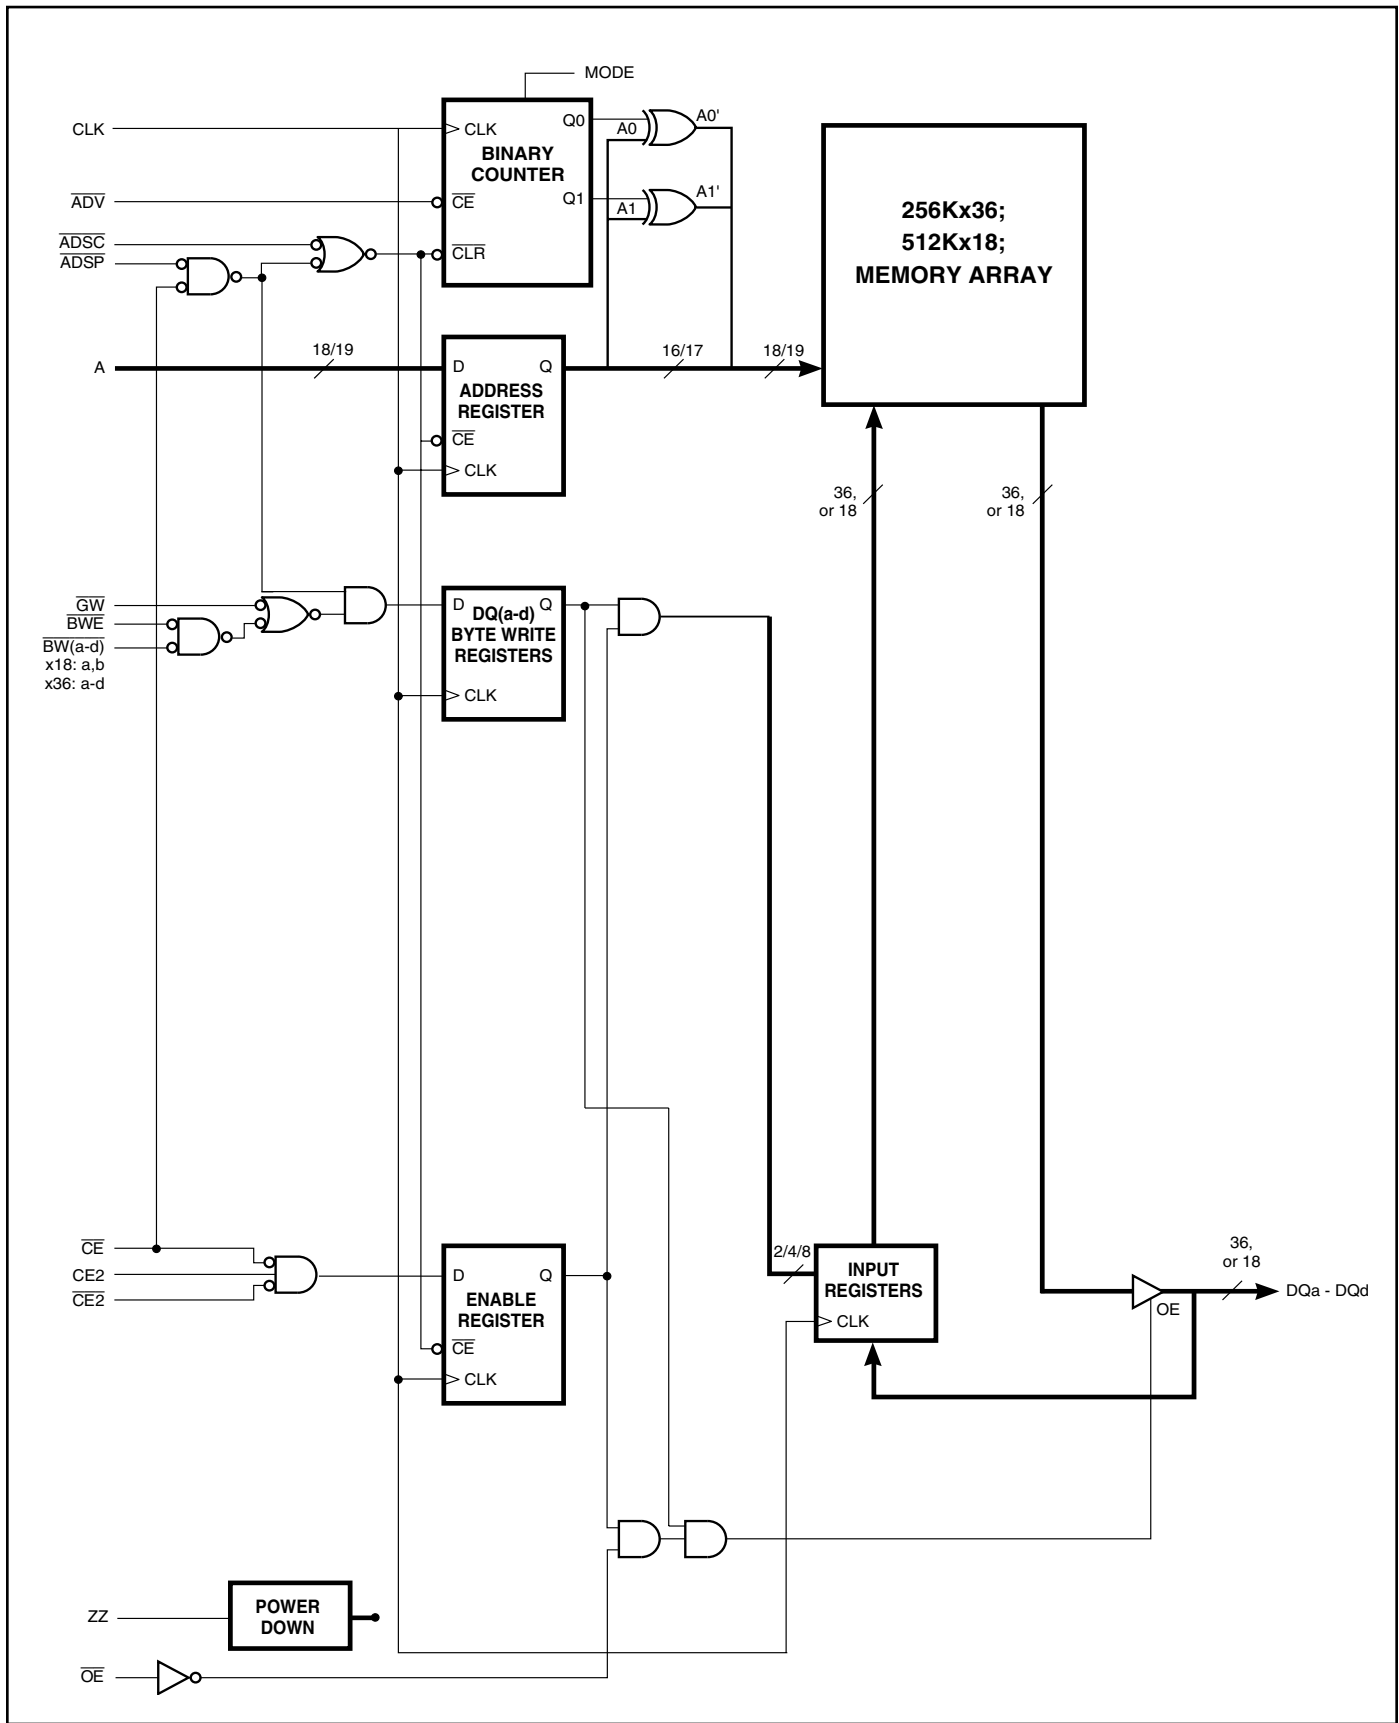 MODE
CLK
CLK
Q0
A0
A0'
BINARY
COUNTER
ADV
CE
Q1
A1
A1'
ADSC
ADSP
CLR
256Kx36;
512Kx18;
MEMORY ARRAY
A
18/19
D
Q
16/17
18/19
ADDRESS
REGISTER
CE
CLK
36,
or 18
36,
or 18
GW
BWE
BW(a-d)
x18: a,b
x36: a-d
D
Q
DQ(a-d)
BYTE WRITE
REGISTERS
CLK
CE
CE2
CE2
D
Q
ENABLE
REGISTER
CE
CLK
2/4/8
INPUT
REGISTERS
CLK
36,
or 18
OE
DQa - DQd
ZZ
POWER
DOWN
OE